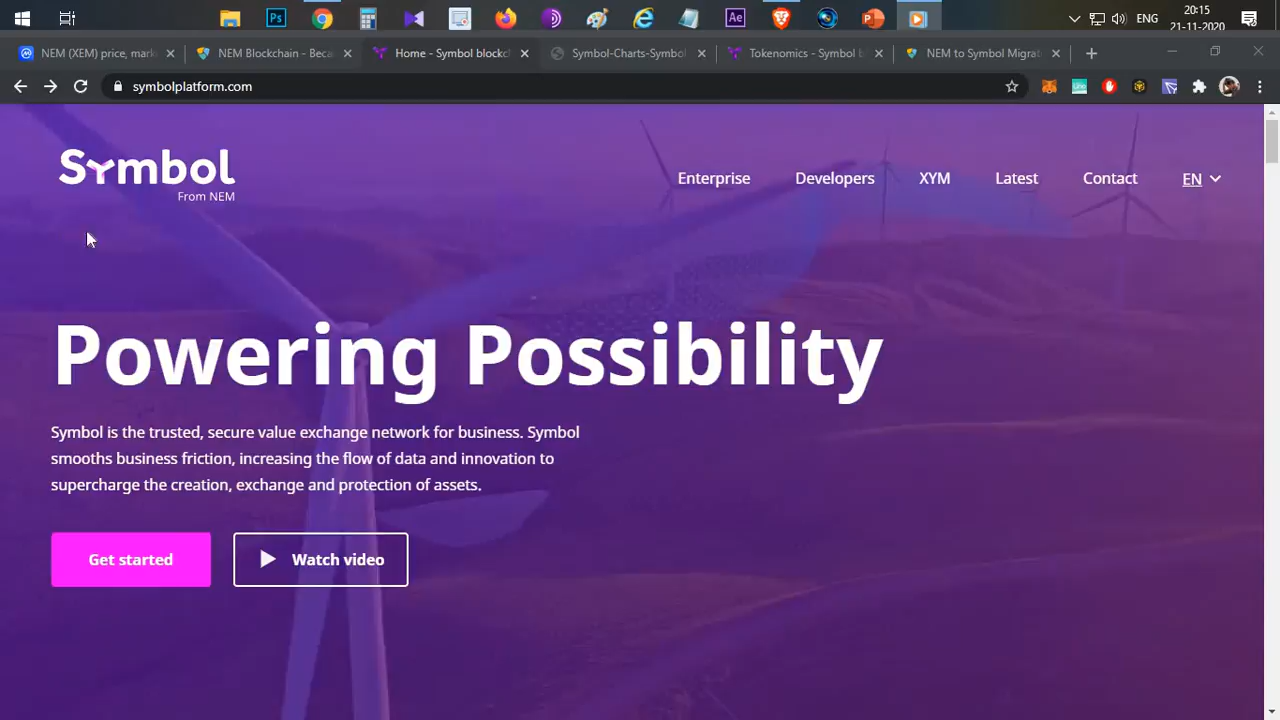 Ps
Ae
ENG
20:15
21-11-2020
NEM (XEM) price, mark
NEM Blockchain - Beca
Home - Symbol blockc
Symbol-Charts-Symbol
Tokenomics - Symbol b
NEM to Symbol Migrat
symbolplatform.com
Symbol
From NEM
Enterprise
Developers
XYM
Latest
Contact
EN
Powering Possibility
Symbol is the trusted, secure value exchange network for business. Symbol
smooths business friction, increasing the flow of data and innovation to
supercharge the creation, exchange and protection of assets.
Get started
Watch video